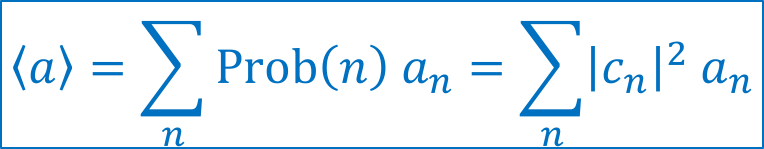 ⟨a⟩ = ∑ₙ Prob(n) aₙ = ∑ₙ |cₙ|² aₙ